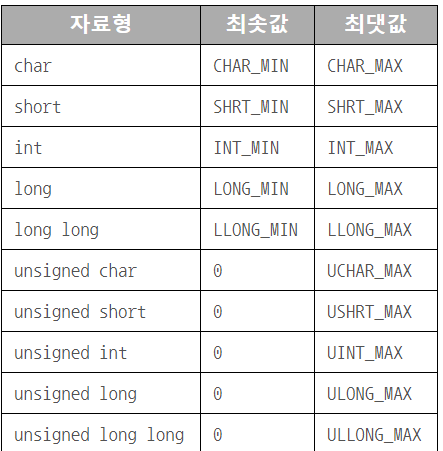 자료형 최솟값 최댓값
char CHAR_MIN CHAR_MAX
short SHRT_MIN SHRT_MAX
int INT_MIN INT_MAX
long LONG_MIN LONG_MAX
long long LLONG_MIN LLONG_MAX
unsigned char 0 UCHAR_MAX
unsigned short 0 USHRT_MAX
unsigned int 0 UINT_MAX
unsigned long 0 ULONG_MAX
unsigned long long 0 ULLONG_MAX